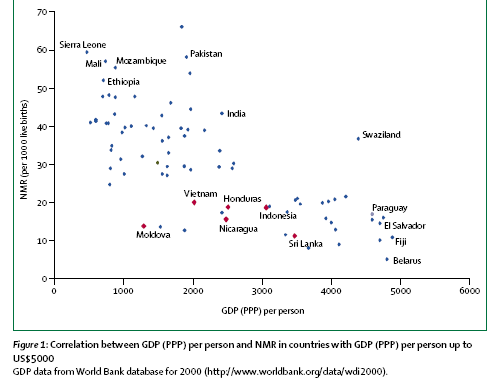 70
60
50
40
30
20
10
0
NMR (per 1000 livebirths)
Sierra Leone
Mali
Mozambique
Ethiopia
Pakistan
India
Swaziland
Vietnam
Honduras
Indonesia
Nicaragua
Moldova
Sri Lanka
Paraguay
El Salvador
Fiji
Belarus
0 1000 2000 3000 4000 5000 6000
GDP (PPP) per person
Figure 1: Correlation between GDP (PPP) per person and NMR in countries with GDP (PPP) per person up to
US$5000
GDP data from World Bank database for 2000 (http://www.worldbank.org/data/wdi2000).